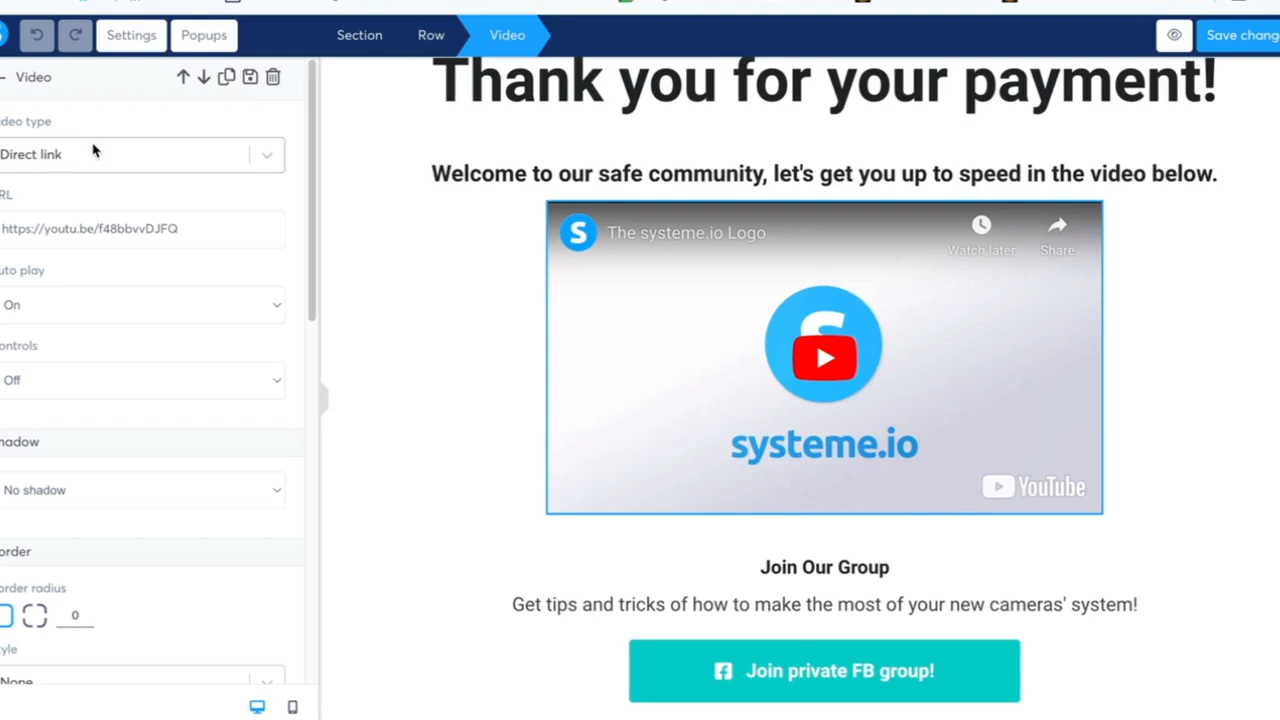 Settings
Popups
Section
Row
Video
Save chang
Video
ideo type
Direct link
RL
https://youtu.be/f48bbvvDJFQ
uto play
On
ontrols
Off
hadow
No shadow
order
order radius
0
tyle
None
Thank you for your payment!
Welcome to our safe community, let's get you up to speed in the video below.
S
The systeme.io Logo
Watch later
Share
systeme.io
YouTube
Join Our Group
Get tips and tricks of how to make the most of your new cameras' system!
Join private FB group!